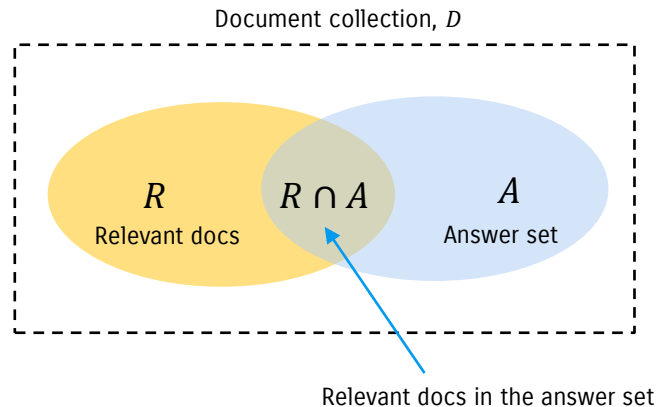 Document collection, D
R
Relevant docs
R ∩ A
A
Answer set
Relevant docs in the answer set